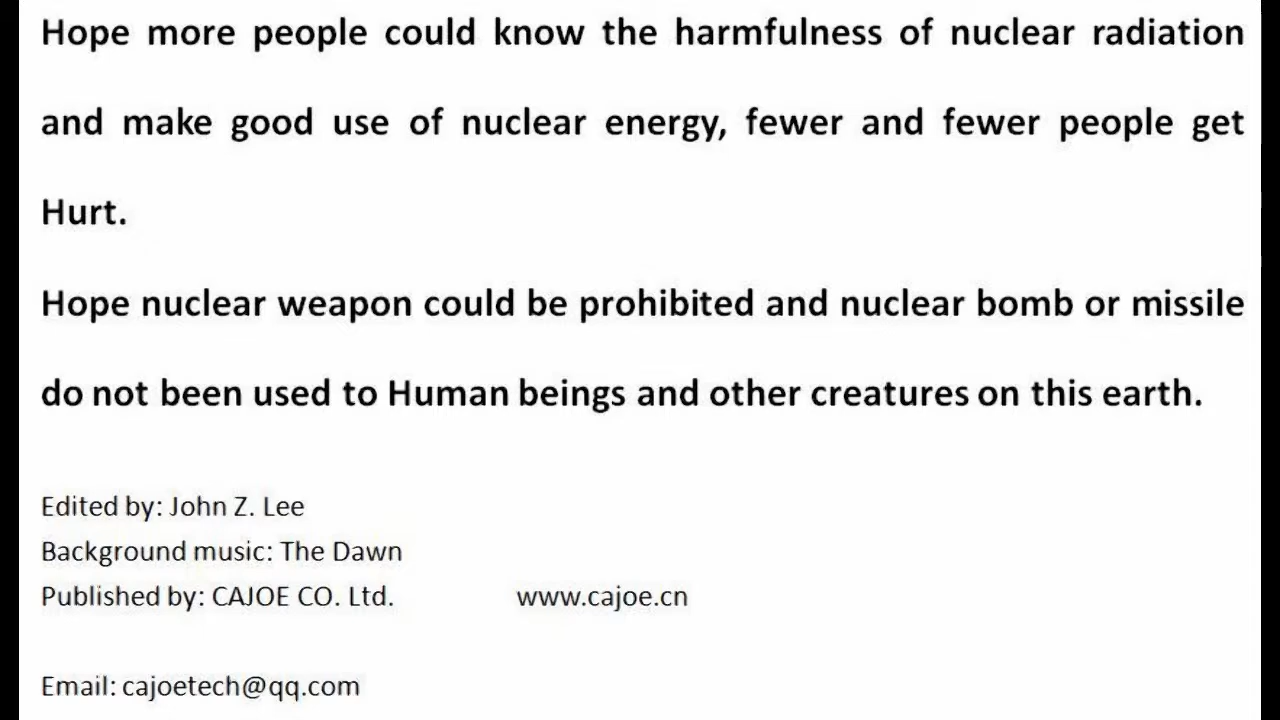 Hope more people could know the harmfulness of nuclear radiation
and make good use of nuclear energy, fewer and fewer people get
Hurt.
Hope nuclear weapon could be prohibited and nuclear bomb or missile
do not been used to Human beings and other creatures on this earth.
Edited by: John Z. Lee
Background music: The Dawn
Published by: CAJOE CO. Ltd. www.cajoe.cn
Email: cajoetech@qq.com